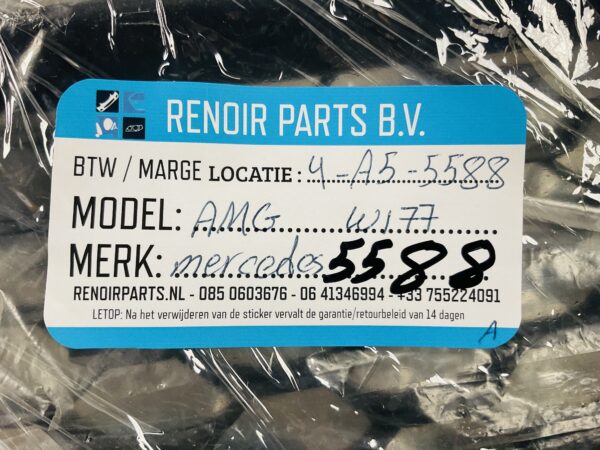 RENOIR PARTS B.V.
BTW / MARGE LOCATIE : 4-A5-5588
MODEL: AMG W177
MERK: mercedes 5588
RENOIRPARTS.NL - 085 0603676 - 06 41346994 - +33 755224091
LETOP: Na het verwijderen van de sticker vervalt de garantie/retourbeleid van 14 dagen
A